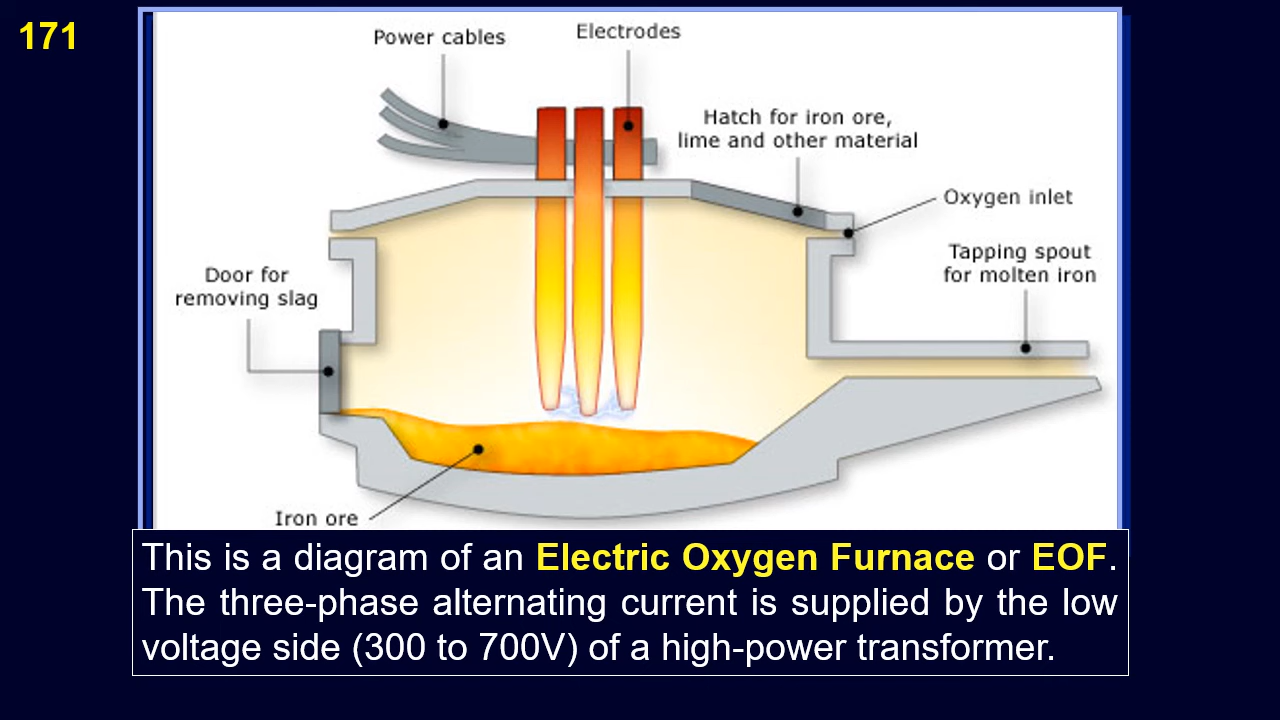 171
Power cables
Electrodes
Hatch for iron ore,
lime and other material
Oxygen inlet
Tapping spout
for molten iron
Door for
removing slag
Iron ore
This is a diagram of an Electric Oxygen Furnace or EOF.
The three-phase alternating current is supplied by the low
voltage side (300 to 700V) of a high-power transformer.